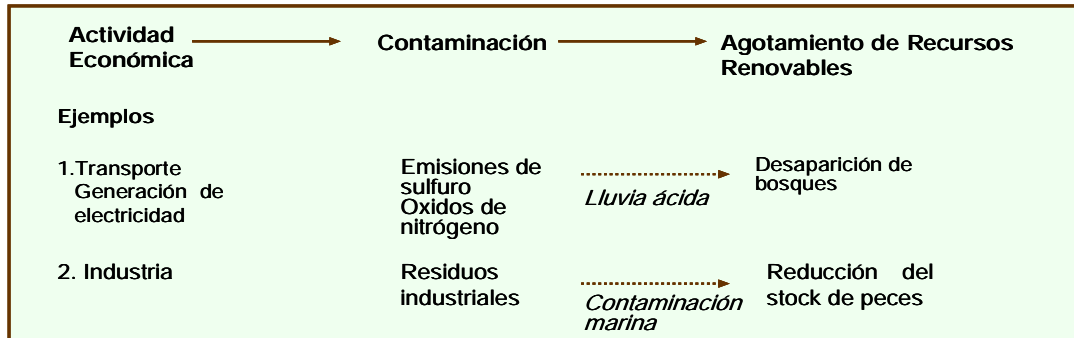 Actividad Económica
Contaminación
Agotamiento de Recursos Renovables
Ejemplos
1.Transporte
Generación de
electricidad
Emisiones de
sulfuro
Oxidos de
nitrógeno
Lluvia ácida
Desaparición de
bosques
2. Industria
Residuos
industriales
Contaminación
marina
Reducción del
stock de peces